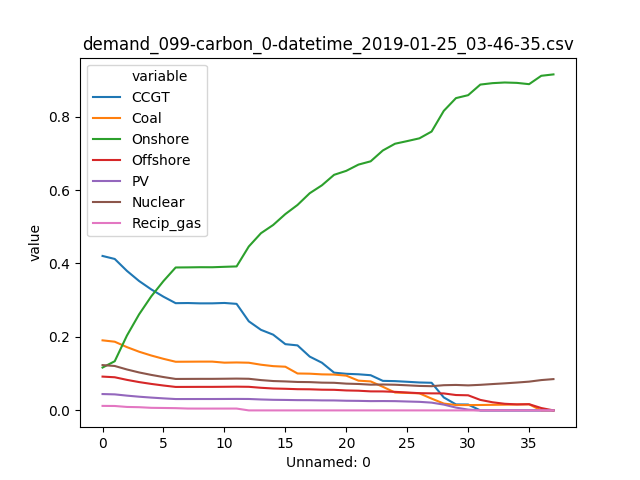 demand_099-carbon_0-datetime_2019-01-25_03-46-35.csv
variable
CCGT
Coal
Onshore
Offshore
PV
Nuclear
Recip_gas
value
0.8
0.6
0.4
0.2
0.0
0 5 10 15 20 25 30 35
Unnamed: 0